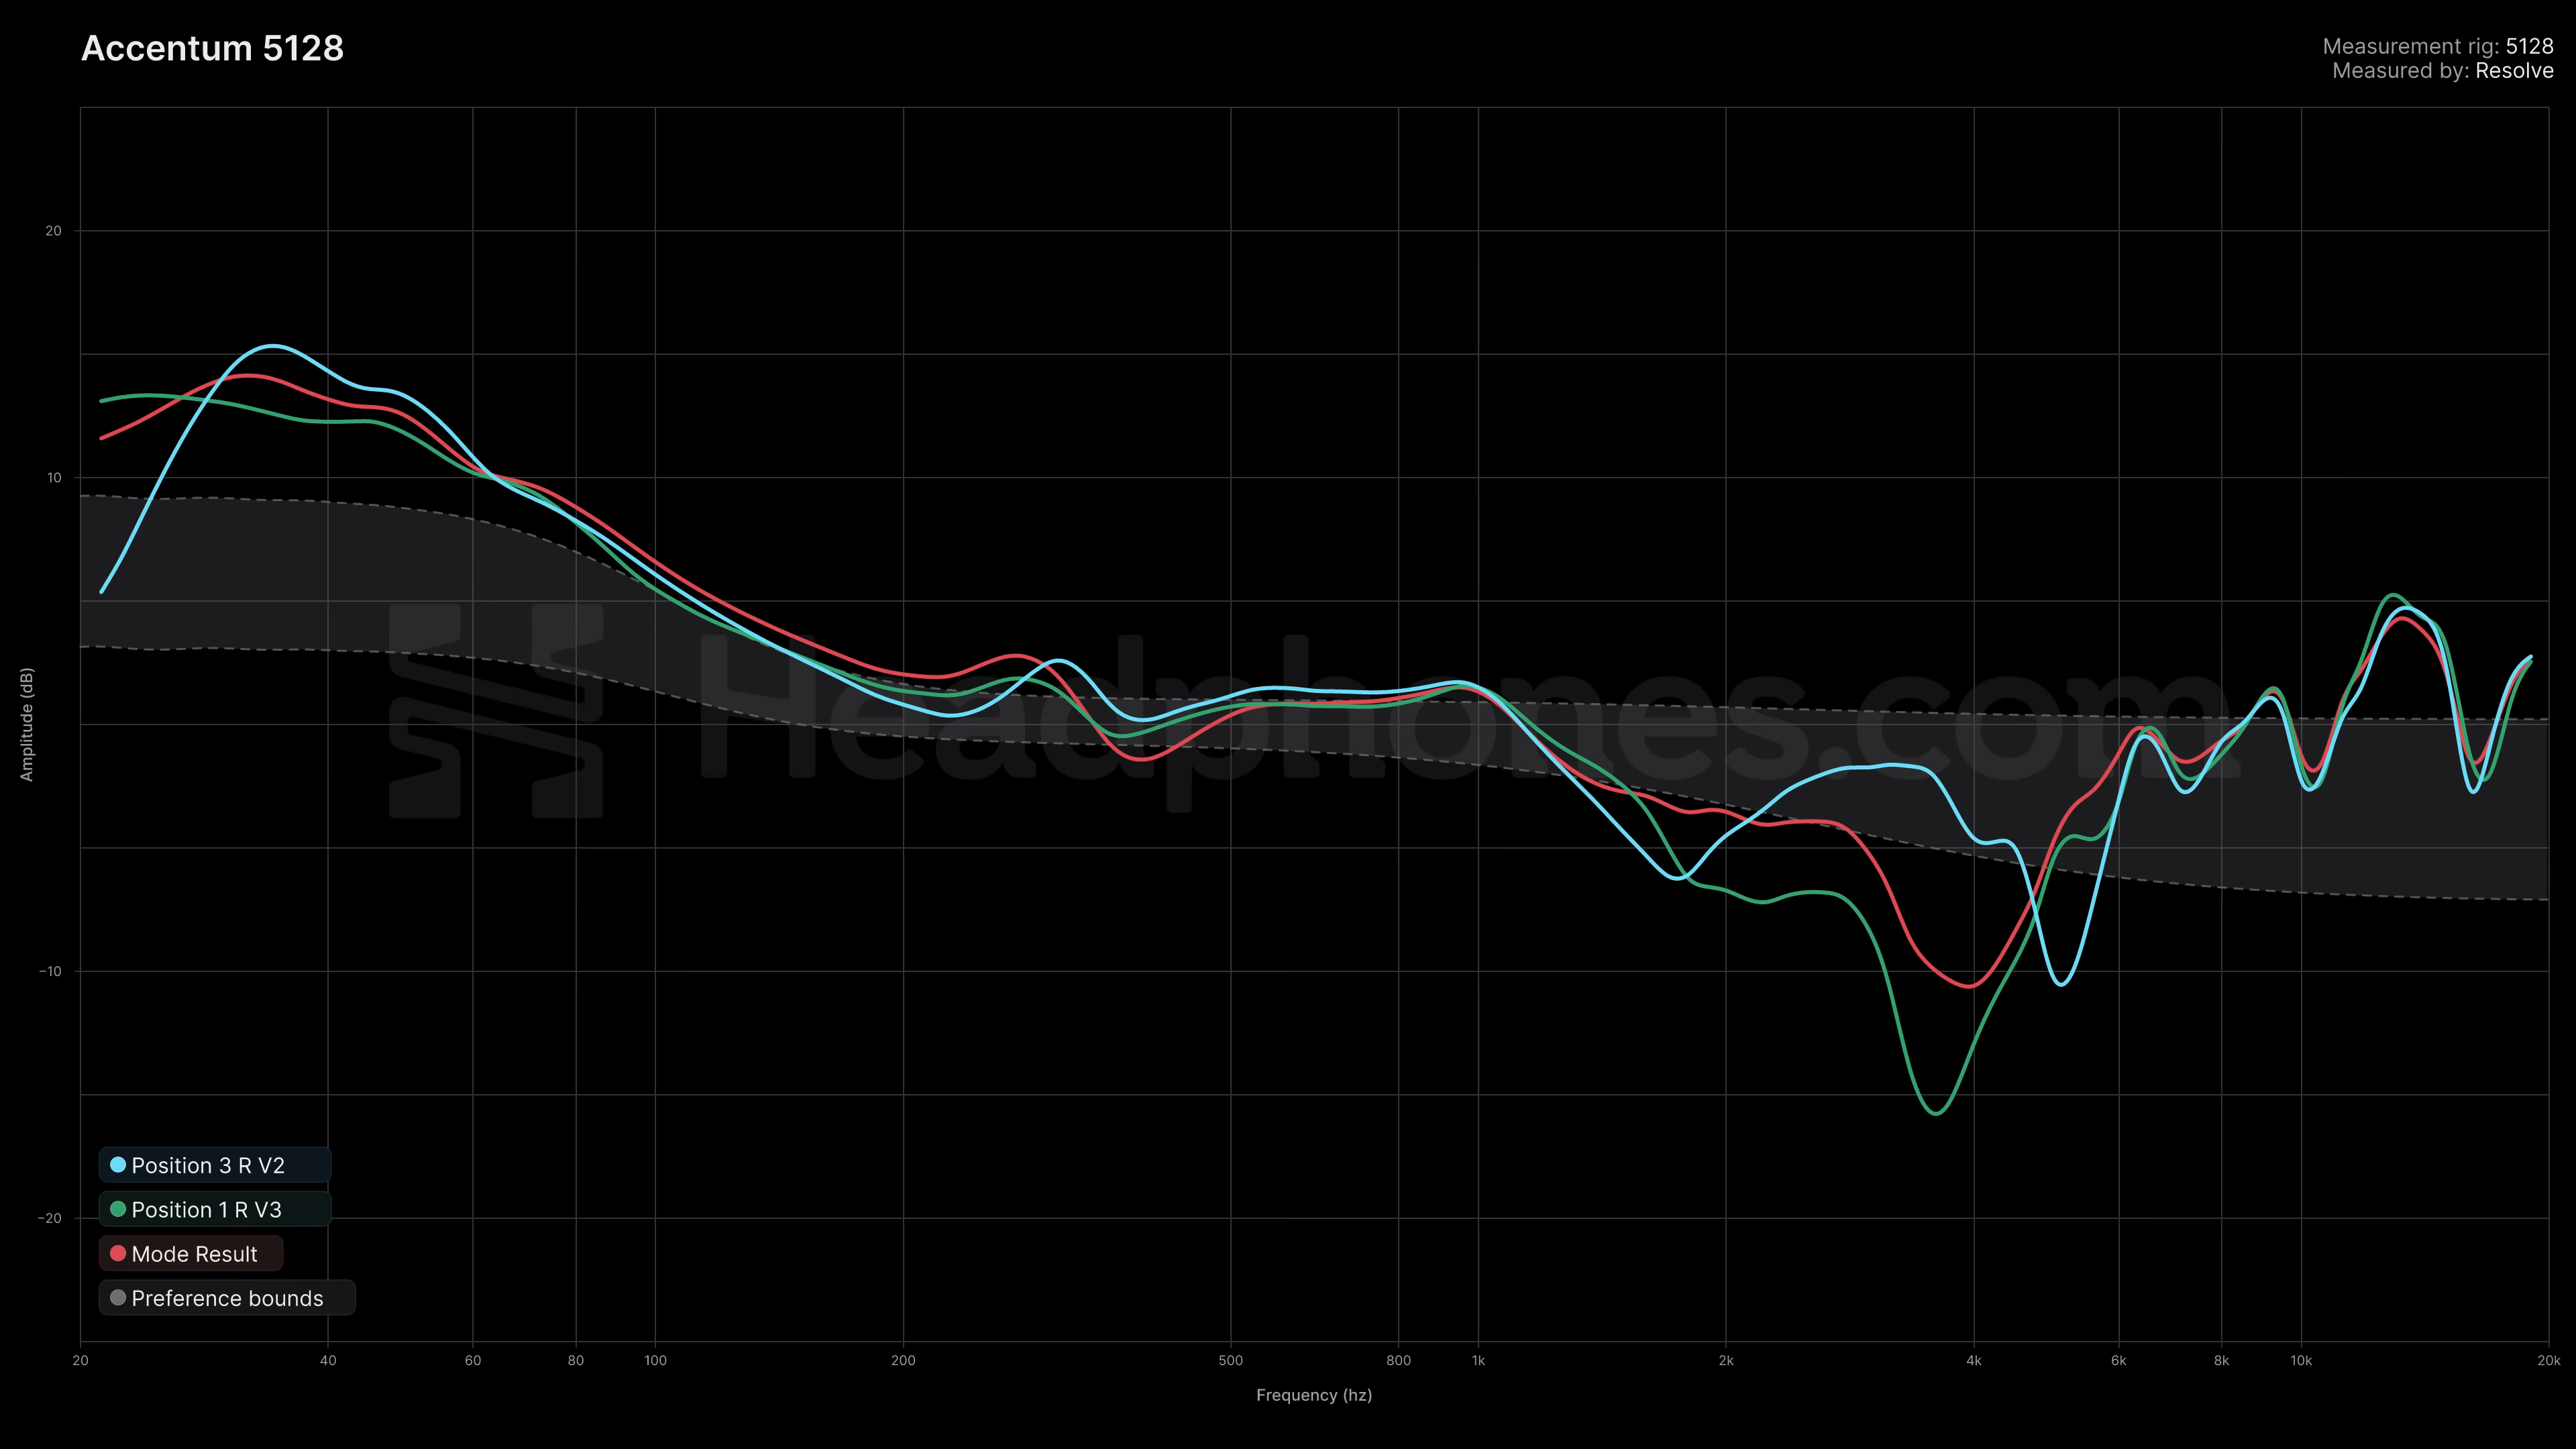 Accentum 5128
Measurement rig: 5128
Measured by: Resolve
20
10
−10
−20
Amplitude (dB)
Headphones.com
Position 3 R V2
Position 1 R V3
Mode Result
Preference bounds
20 40 60 80 100 200 500 800 1k 2k 4k 6k 8k 10k 20k
Frequency (hz)